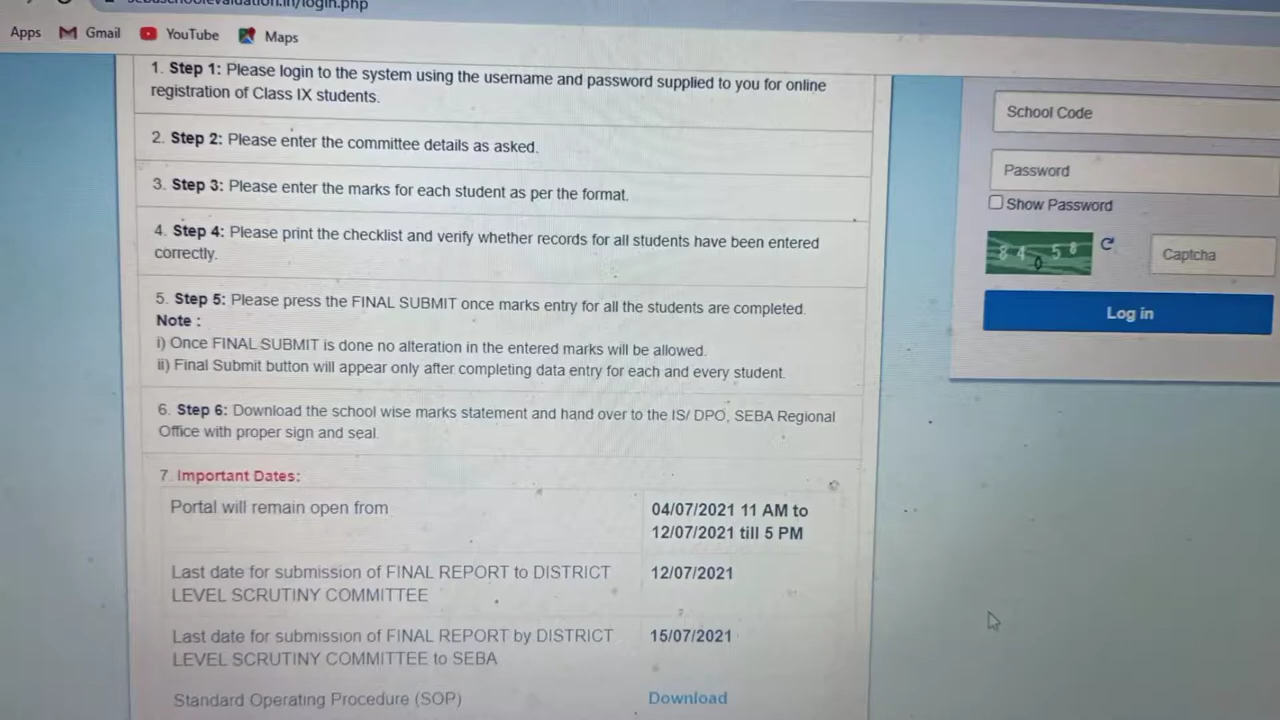 Apps Gmail YouTube Maps
1. Step 1: Please login to the system using the username and password supplied to you for online
registration of Class IX students.
2. Step 2: Please enter the committee details as asked.
3. Step 3: Please enter the marks for each student as per the format.
4. Step 4: Please print the checklist and verify whether records for all students have been entered
correctly.
5. Step 5: Please press the FINAL SUBMIT once marks entry for all the students are completed.
Note :
i) Once FINAL SUBMIT is done no alteration in the entered marks will be allowed.
ii) Final Submit button will appear only after completing data entry for each and every student.
6. Step 6: Download the school wise marks statement and hand over to the IS/ DPO, SEBA Regional
Office with proper sign and seal.
7. Important Dates:
Portal will remain open from 04/07/2021 11 AM to
12/07/2021 till 5 PM
Last date for submission of FINAL REPORT to DISTRICT 12/07/2021
LEVEL SCRUTINY COMMITTEE
Last date for submission of FINAL REPORT by DISTRICT 15/07/2021
LEVEL SCRUTINY COMMITTEE to SEBA
Standard Operating Procedure (SOP) Download
School Code
Password
Show Password
84058 Captcha
Log in